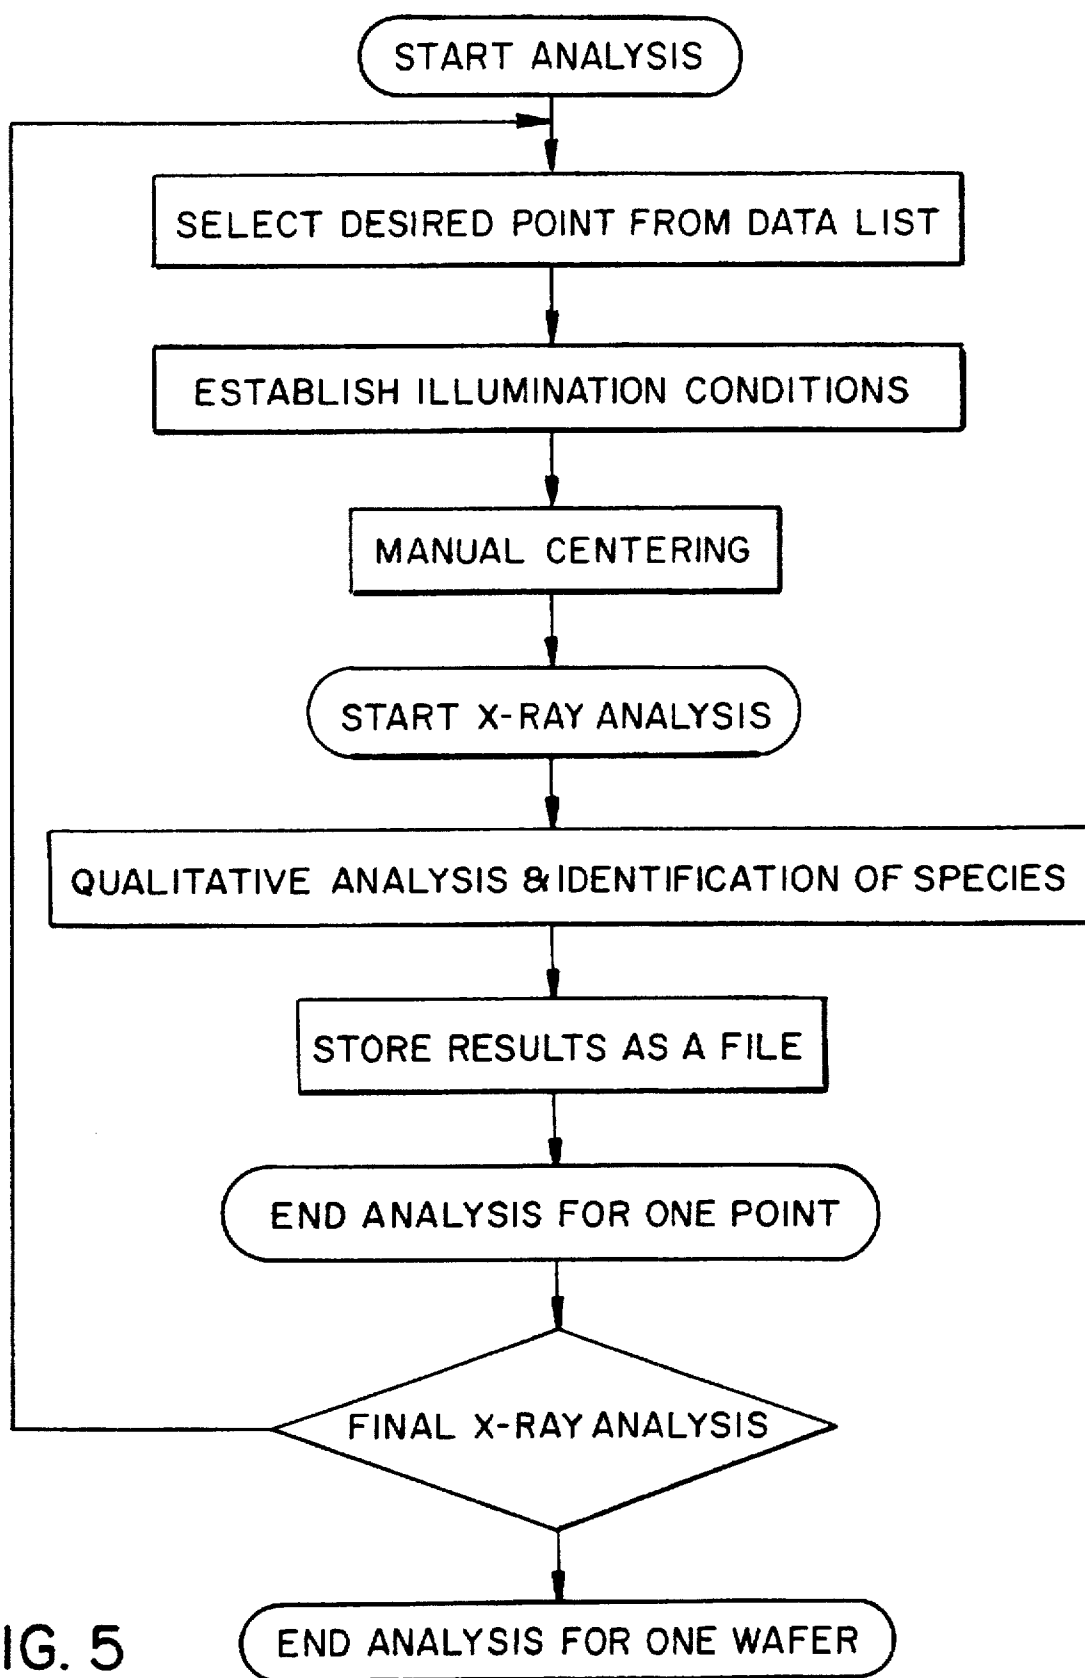 START ANALYSIS
SELECT DESIRED POINT FROM DATA LIST
ESTABLISH ILLUMINATION CONDITIONS
MANUAL CENTERING
START X-RAY ANALYSIS
QUALITATIVE ANALYSIS & IDENTIFICATION OF SPECIES
STORE RESULTS AS A FILE
END ANALYSIS FOR ONE POINT
FINAL X-RAY ANALYSIS
END ANALYSIS FOR ONE WAFER
IG. 5